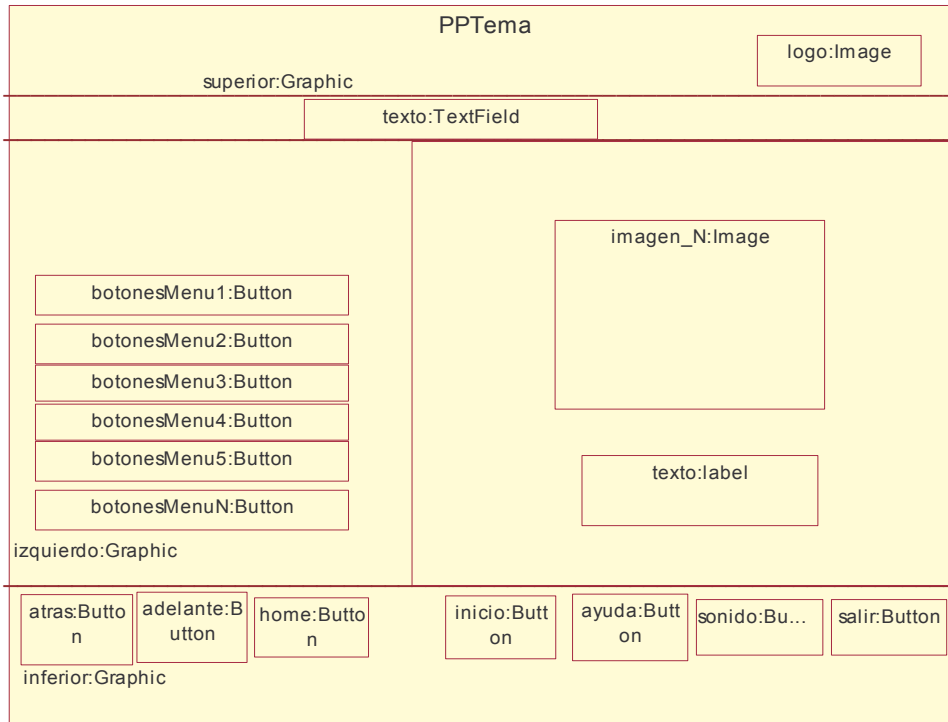 PPTema
logo:Image
superior:Graphic
texto:TextField
imagen_N:Image
botonesMenu1:Button
botonesMenu2:Button
botonesMenu3:Button
botonesMenu4:Button
botonesMenu5:Button
botonesMenuN:Button
texto:label
izquierdo:Graphic
atras:Butto
n
adelante:B
utton
home:Butto
n
inicio:Butt
on
ayuda:Butt
on
sonido:Bu...
salir:Button
inferior:Graphic